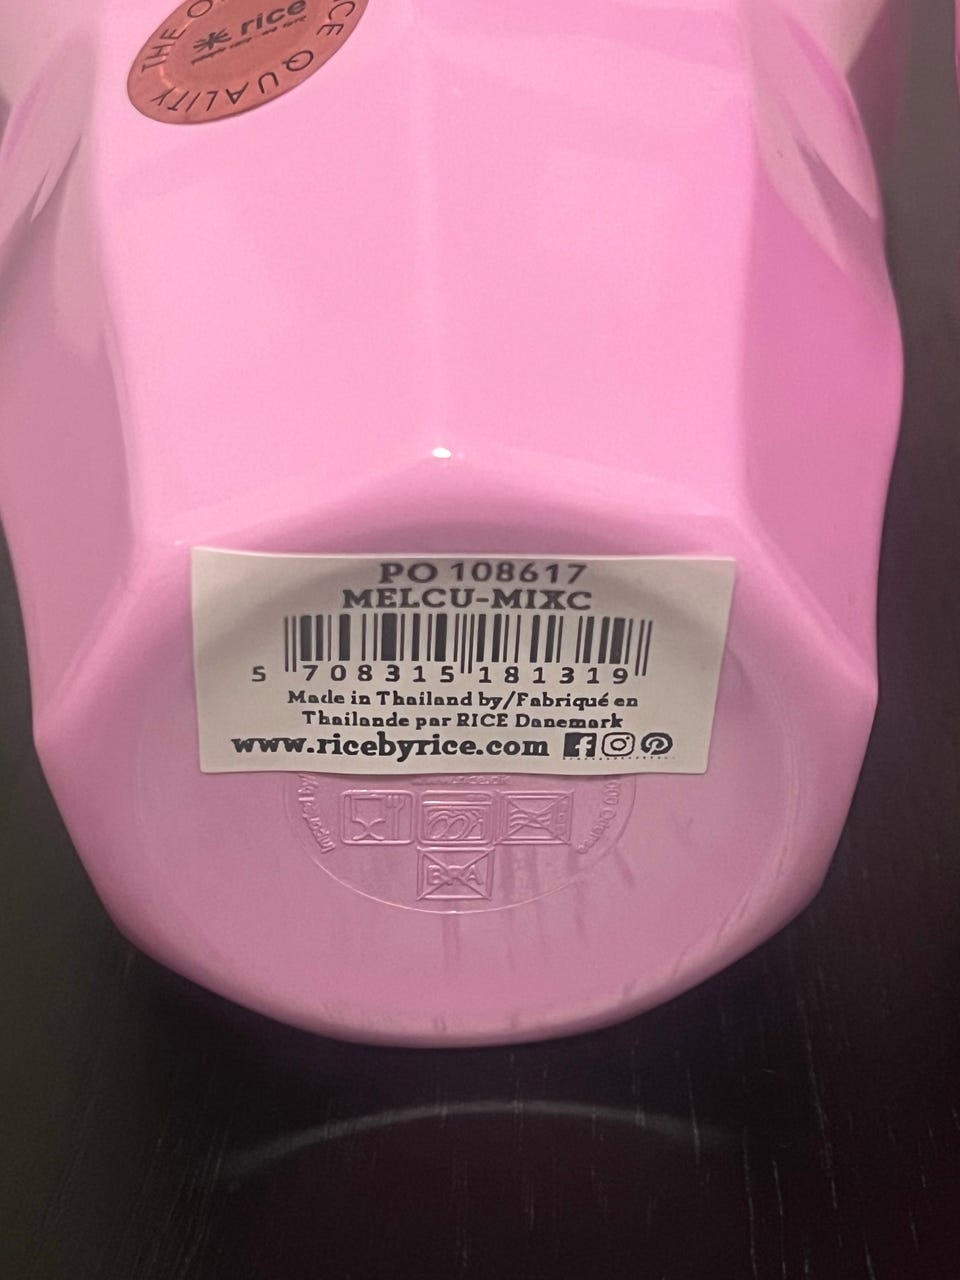 THE O
ICE QUALITY
rice
PO 108617
MELCU-MIXC
5 708315 181319
Made in Thailand by/Fabriqué en
Thailande par RICE Danemark
www.ricebyrice.com
BPA